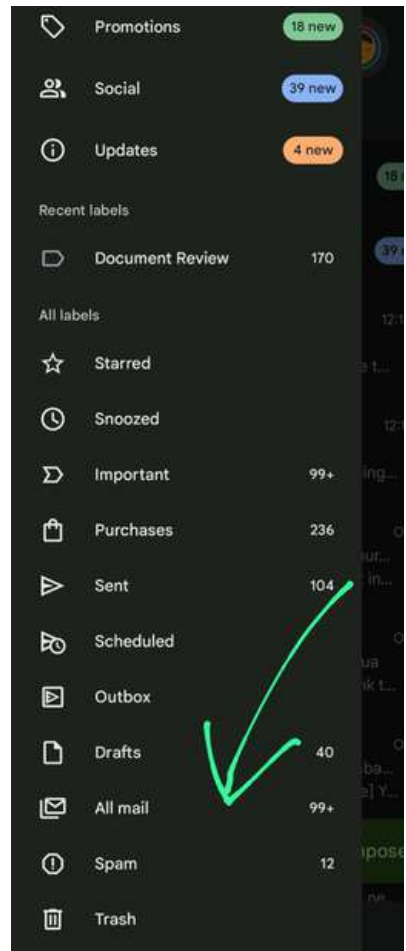 Promotions 18 new
Social 39 new
Updates 4 new
Recent labels
Document Review 170
All labels
Starred
Snoozed
Important 99+
Purchases 236
Sent 104
Scheduled
Outbox
Drafts 40
All mail 99+
Spam 12
Trash